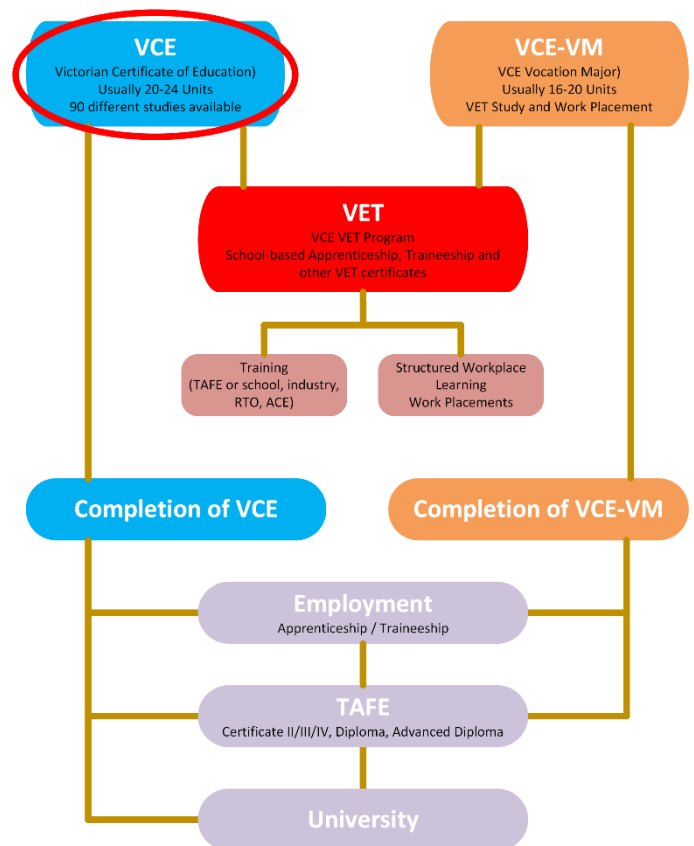 VCE
Victorian Certificate of Education)
Usually 20-24 Units
90 different studies available
VCE-VM
VCE Vocation Major)
Usually 16-20 Units
VET Study and Work Placement
VET
VCE VET Program
School-based Apprenticeship, Traineeship and
other VET certificates
Training
(TAFE or school, industry,
RTO, ACE)
Structured Workplace
Learning
Work Placements
Completion of VCE
Completion of VCE-VM
Employment
Apprenticeship / Traineeship
TAFE
Certificate II/III/IV, Diploma, Advanced Diploma
University